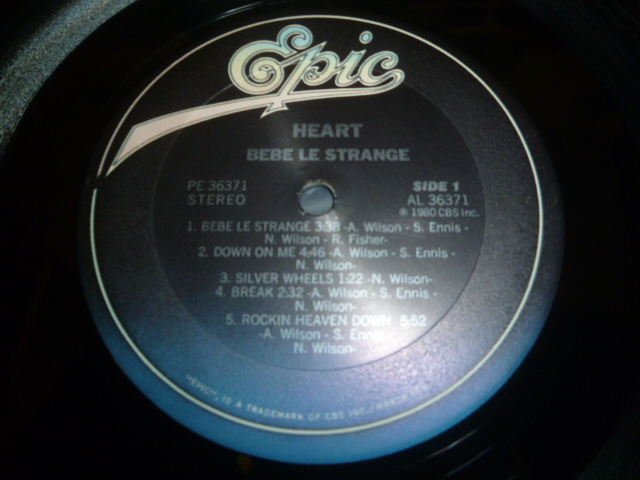 Epic
HEART
BEBE LE STRANGE
PE 36371 SIDE 1
STEREO AL 36371
℗ 1980 CBS Inc.
1. BEBE LE STRANGE 3:38 -A. Wilson - S. Ennis -
N. Wilson - R. Fisher-
2. DOWN ON ME 4:46 -A. Wilson - S. Ennis -
N. Wilson-
3. SILVER WHEELS 1:22 -N. Wilson-
4. BREAK 2:32 -A. Wilson - S. Ennis -
N. Wilson-
5. ROCKIN HEAVEN DOWN 5:52
-A. Wilson - S. Ennis-
N. Wilson-
"EPIC", IS A TRADEMARK OF CBS INC./